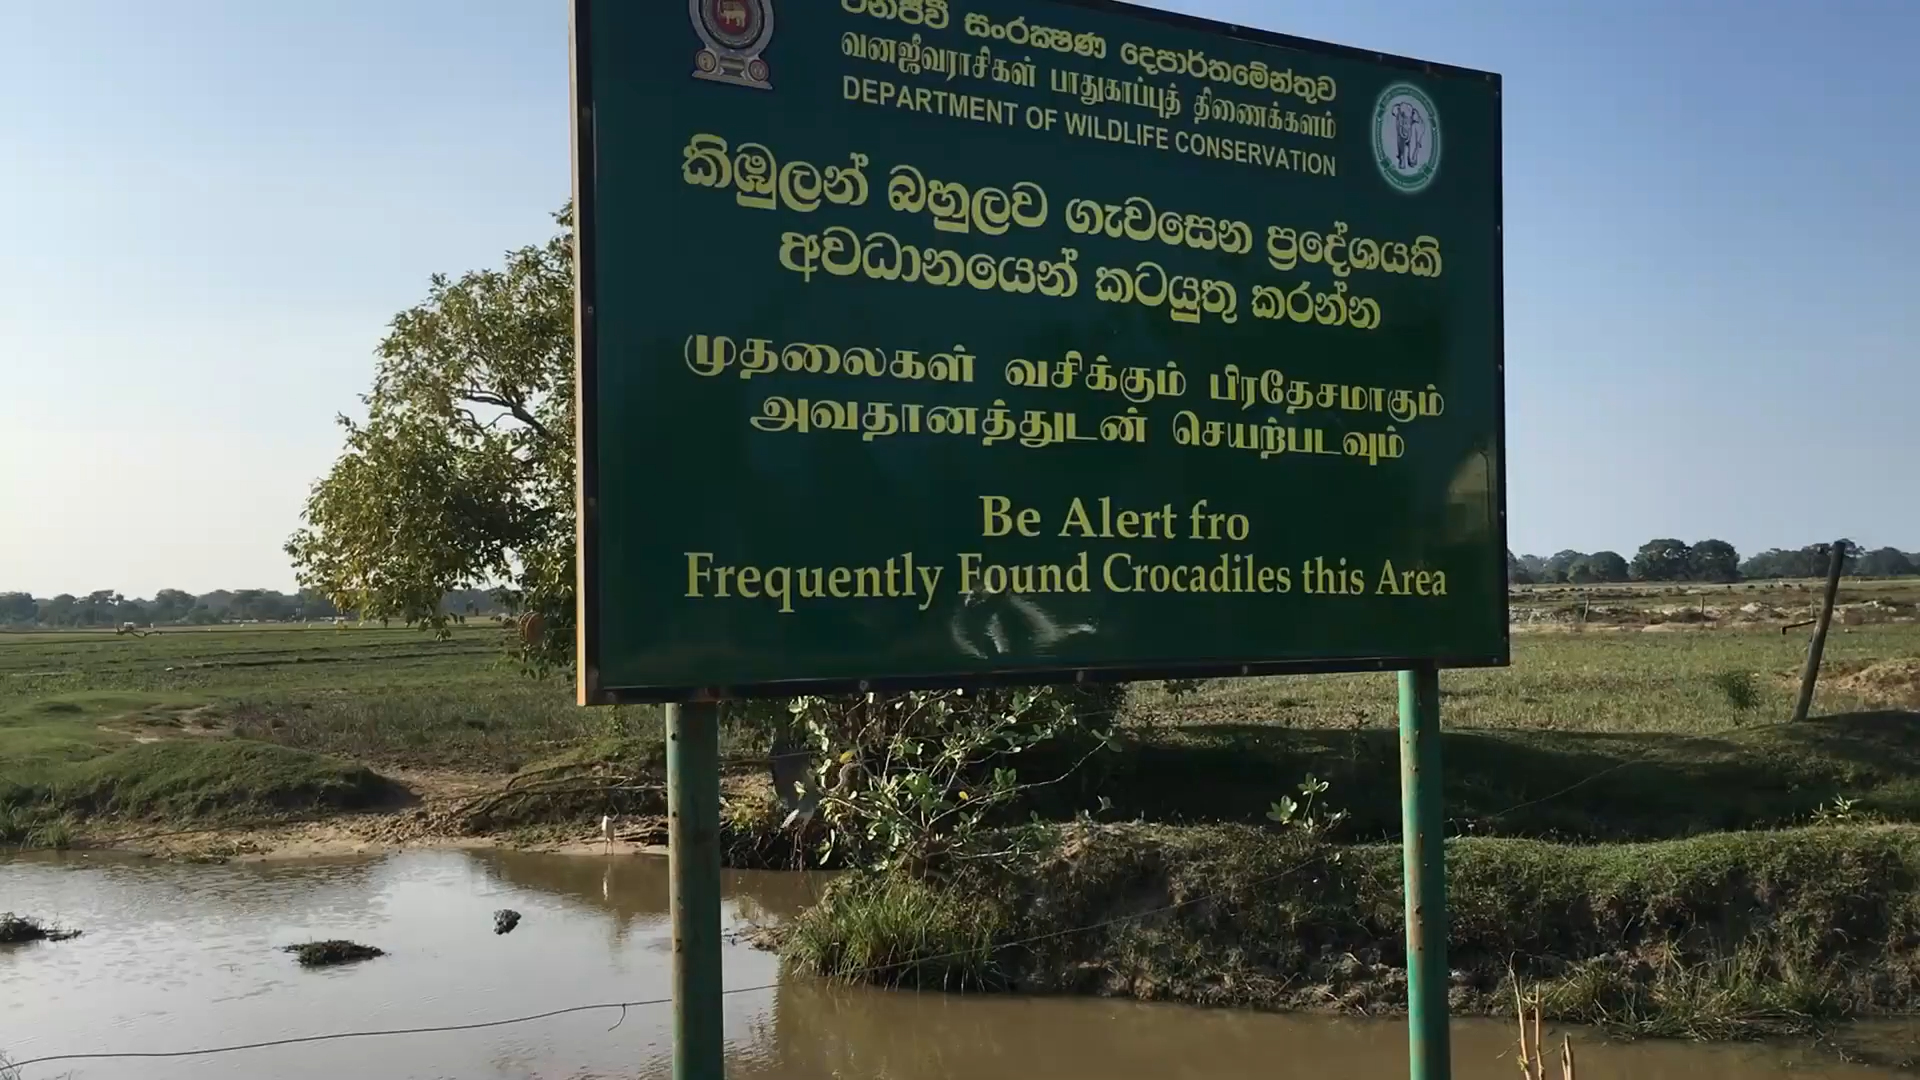 වනජීවී සංරක්ෂණ දෙපාර්තමේන්තුව
வனஜீவராசிகள் பாதுகாப்புத் திணைக்களம்
DEPARTMENT OF WILDLIFE CONSERVATION
කිඹුලන් බහුලව ගැවසෙන ප්‍රදේශයකි
අවධානයෙන් කටයුතු කරන්න
முதலைகள் வசிக்கும் பிரதேசமாகும்
அவதானத்துடன் செயற்படவும்
Be Alert fro
Frequently Found Crocadiles this Area